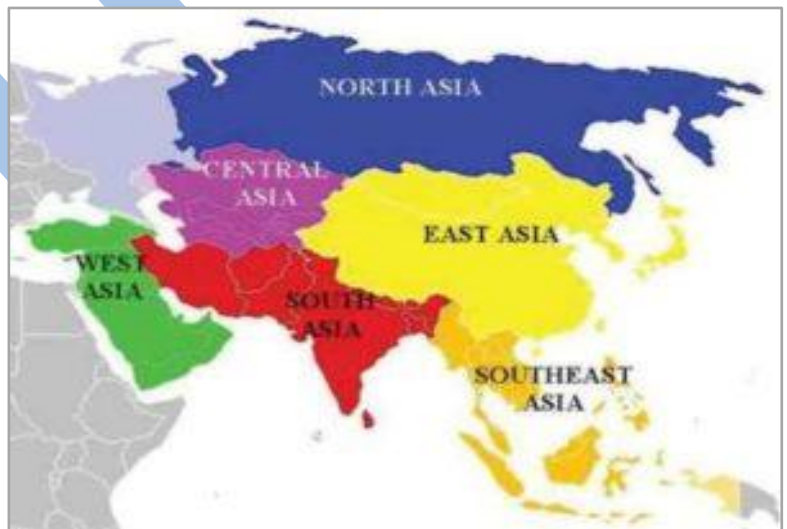 NORTH ASIA
CENTRAL
ASIA
EAST ASIA
WEST
ASIA
SOUTH
ASIA
SOUTHEAST
ASIA